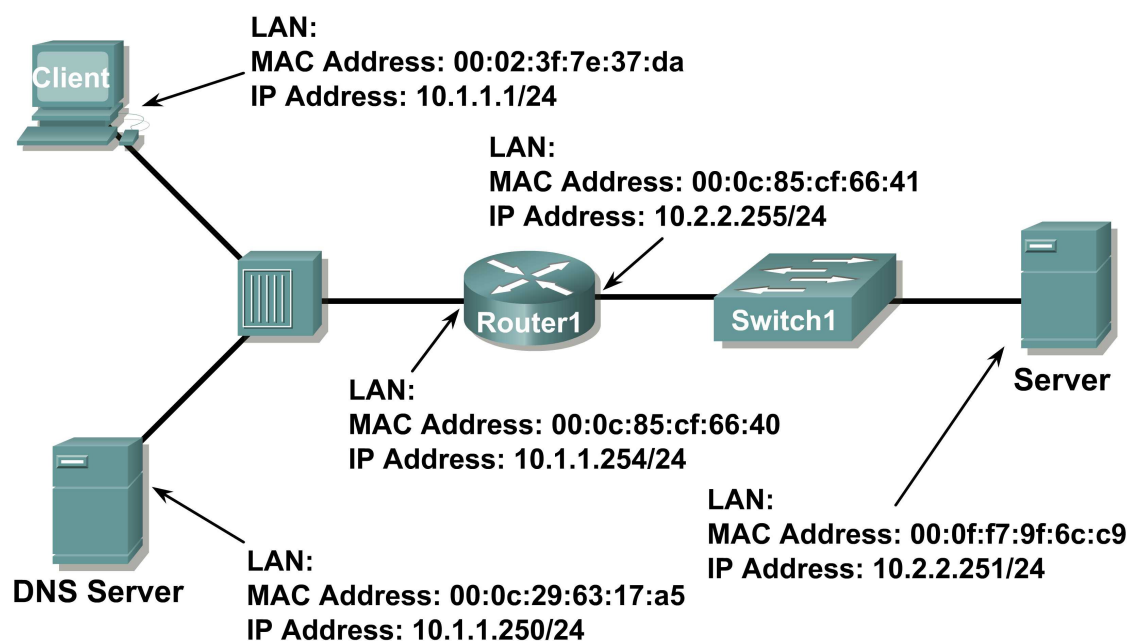 LAN:
MAC Address: 00:02:3f:7e:37:da
IP Address: 10.1.1.1/24
Client
LAN:
MAC Address: 00:0c:85:cf:66:41
IP Address: 10.2.2.255/24
Router1
Switch1
Server
LAN:
MAC Address: 00:0c:85:cf:66:40
IP Address: 10.1.1.254/24
LAN:
MAC Address: 00:0f:f7:9f:6c:c9
IP Address: 10.2.2.251/24
DNS Server
LAN:
MAC Address: 00:0c:29:63:17:a5
IP Address: 10.1.1.250/24